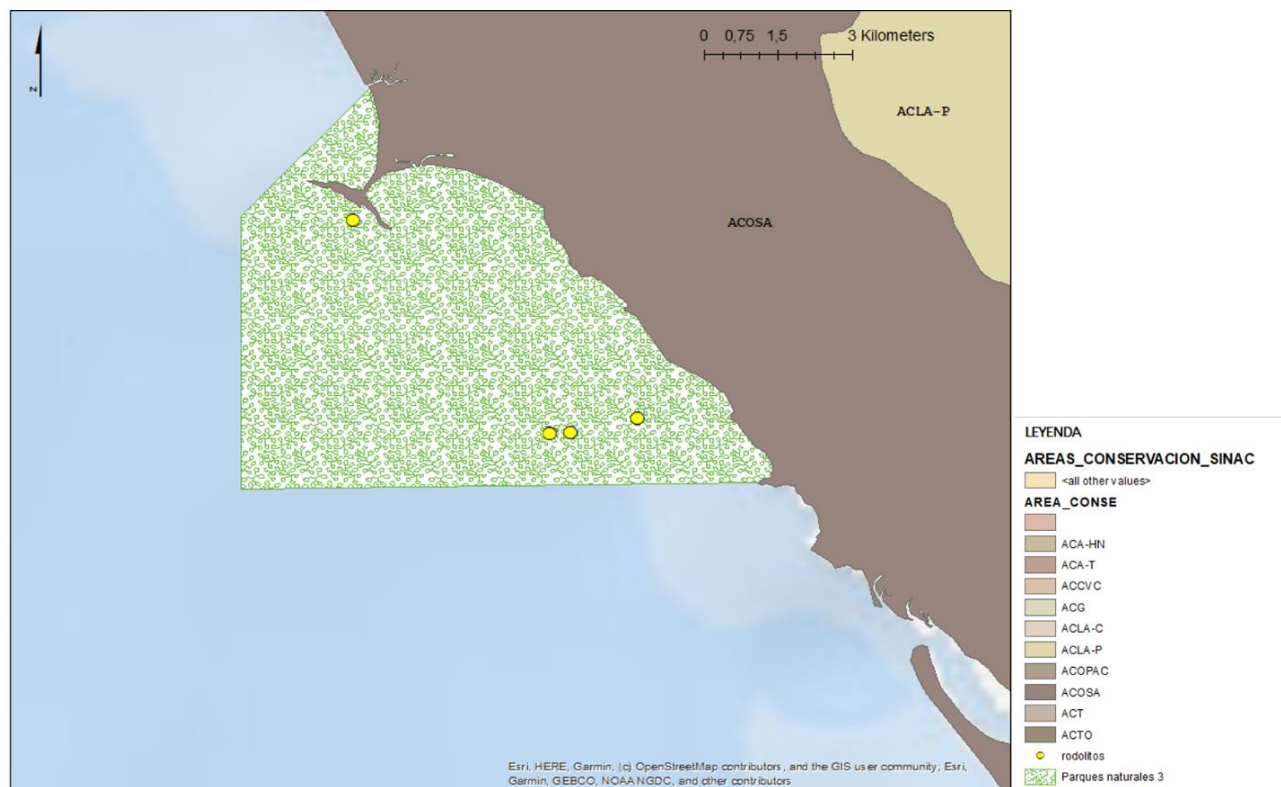 N
0 0,75 1,5 3 Kilometers
ACLA-P
ACOSA
Esri, HERE, Garmin, (c) OpenStreetMap contributors, and the GIS user community; Esri,
Garmin, GEBCO, NOAA NGDC, and other contributors
LEYENDA
AREAS_CONSERVACION_SINAC
<all other values>
AREA_CONSE
ACA-HN
ACA-T
ACCVC
ACG
ACLA-C
ACLA-P
ACOPAC
ACOSA
ACT
ACTO
rodolitos
Parques naturales 3